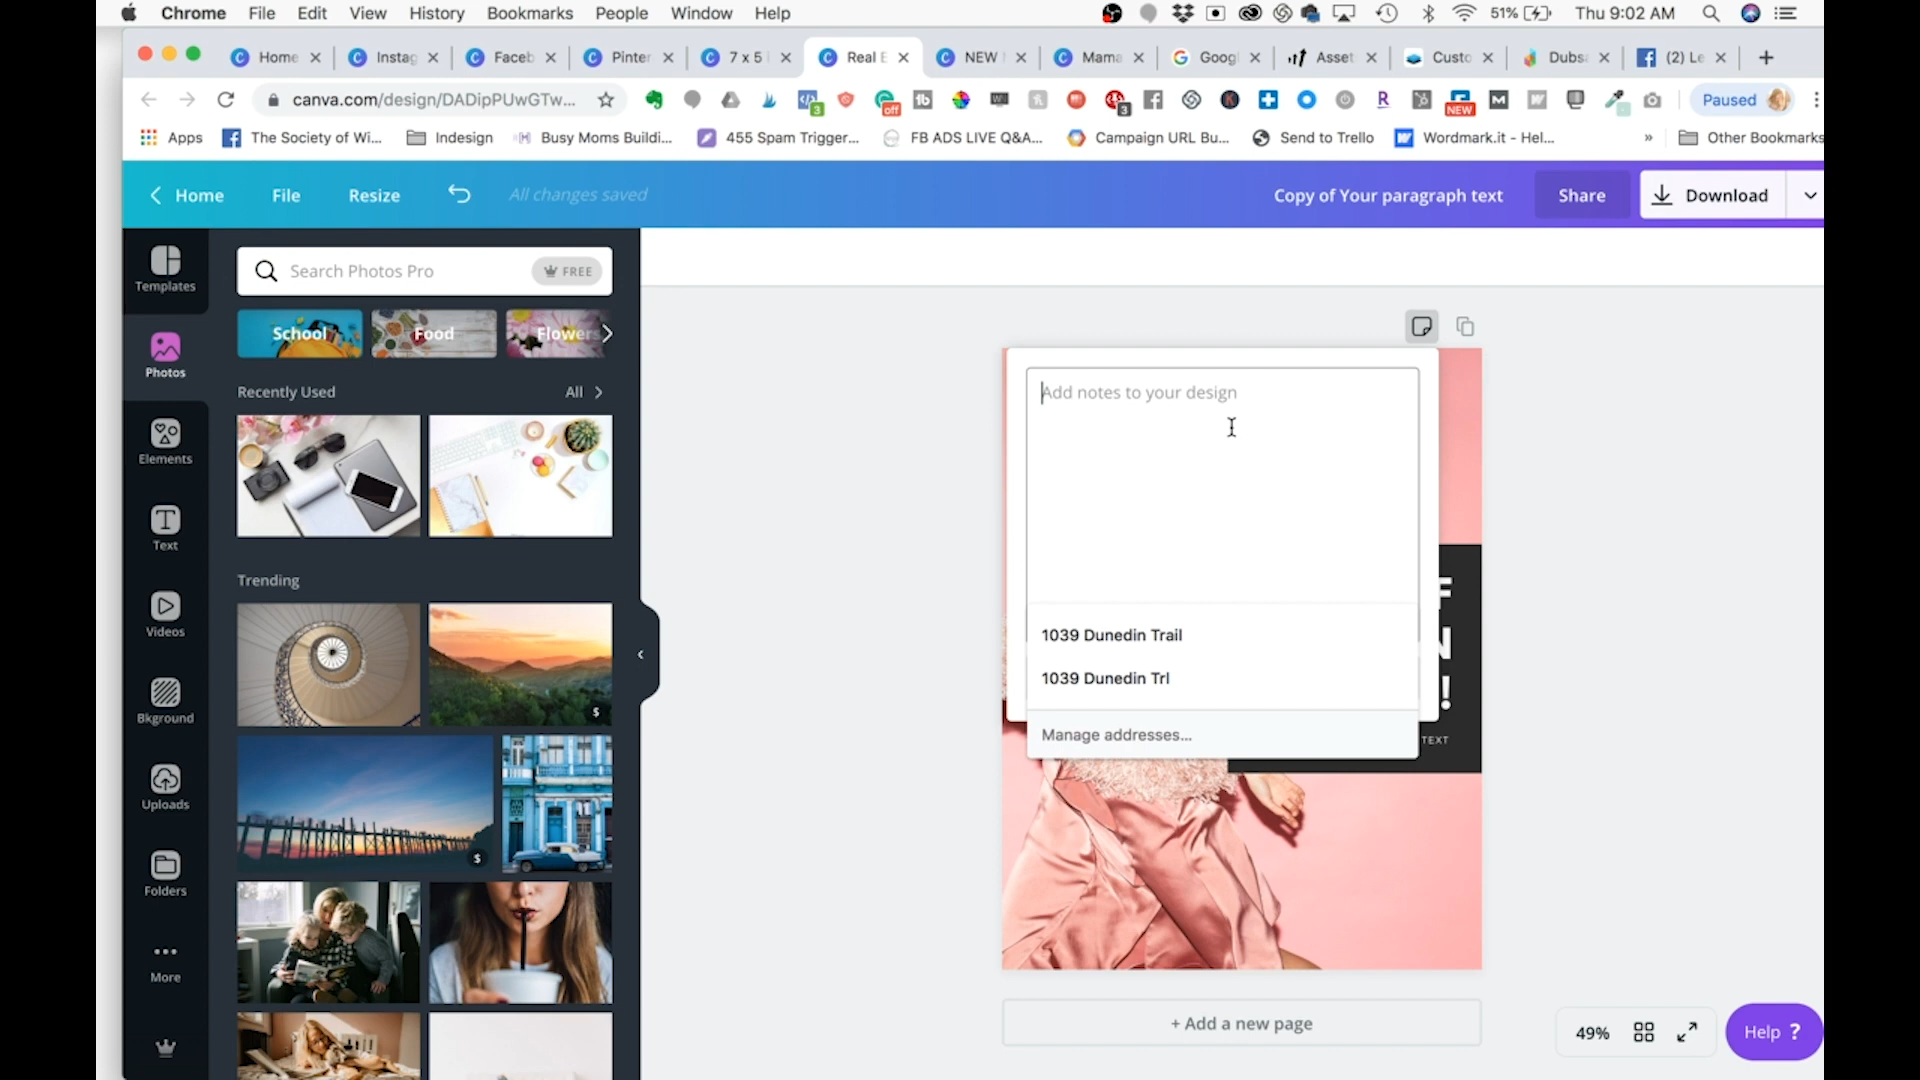 Chrome File Edit View History Bookmarks People Window Help 51% Thu 9:02 AM
Home Instag Faceb Pinter 7 x 5 Real E NEW Mama Goog Asset Custo Dubs (2) Le
canva.com/design/DADipPUwGTw... Paused
3 off 3 NEW
Apps The Society of Wi... Indesign Busy Moms Buildi... 455 Spam Trigger... FB ADS LIVE Q&A... Campaign URL Bu... Send to Trello Wordmark.it - Hel... » Other Bookmarks
Home File Resize All changes saved Copy of Your paragraph text Share Download
Templates
Photos
Elements
Text
Videos
Bkground
Uploads
Folders
More
Search Photos Pro FREE
School Food Flowers
Recently Used All
Trending
$
$
Add notes to your design
1039 Dunedin Trail
1039 Dunedin Trl
Manage addresses...
F
N
!
TEXT
+ Add a new page
49% Help ?